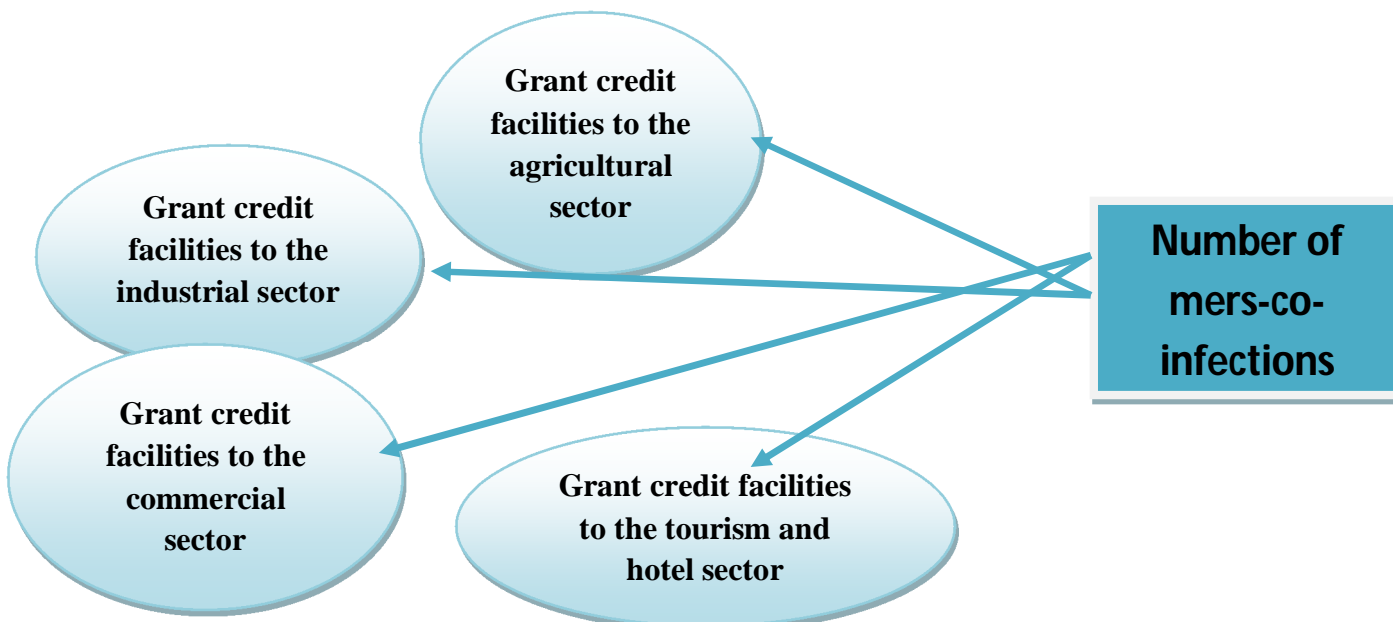 Grant credit
facilities to the
agricultural
sector
Grant credit
facilities to the
industrial sector
Number of
mers-co-
infections
Grant credit
facilities to the
commercial
sector
Grant credit facilities
to the tourism and
hotel sector